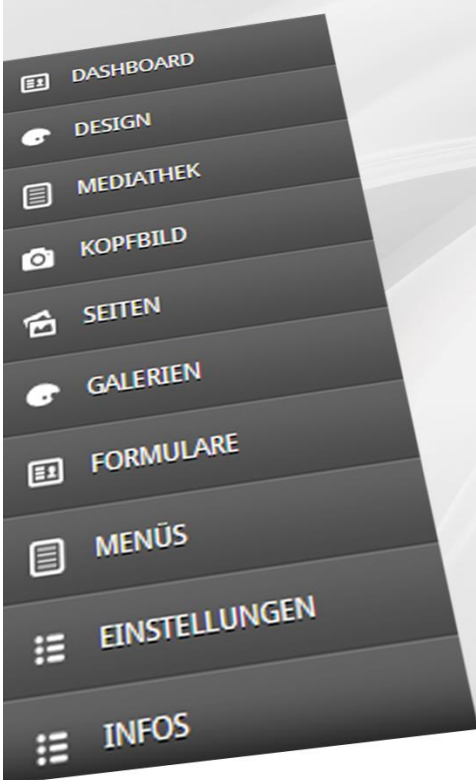 DASHBOARD
DESIGN
MEDIATHEK
KOPFBILD
SEITEN
GALERIEN
FORMULARE
MENÜS
EINSTELLUNGEN
INFOS